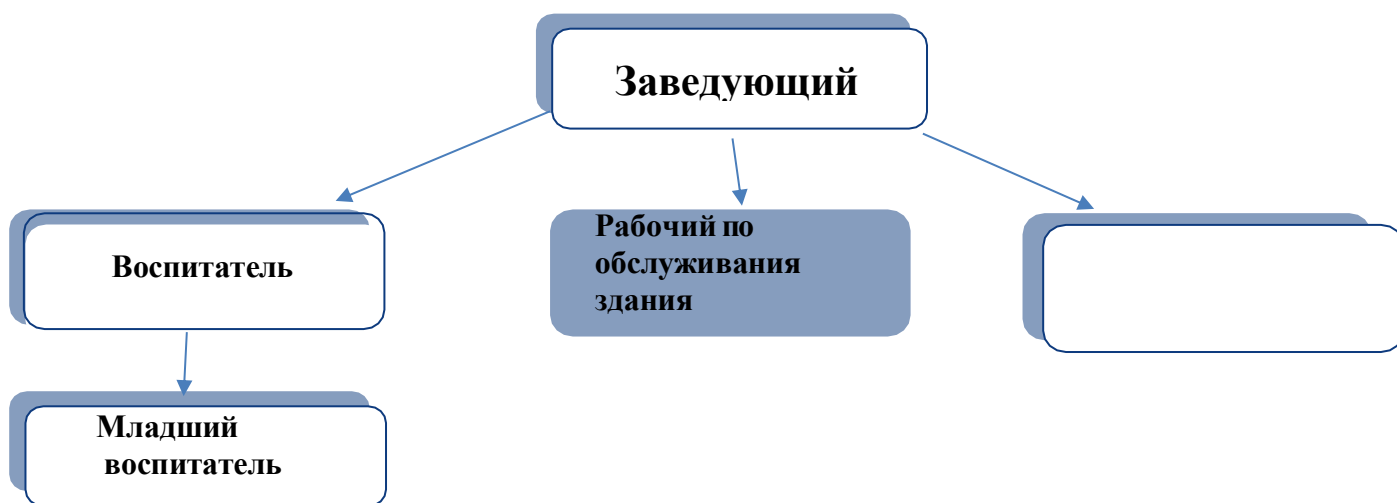 Заведующий
Воспитатель
Рабочий по
обслуживания
здания
Младший
воспитатель